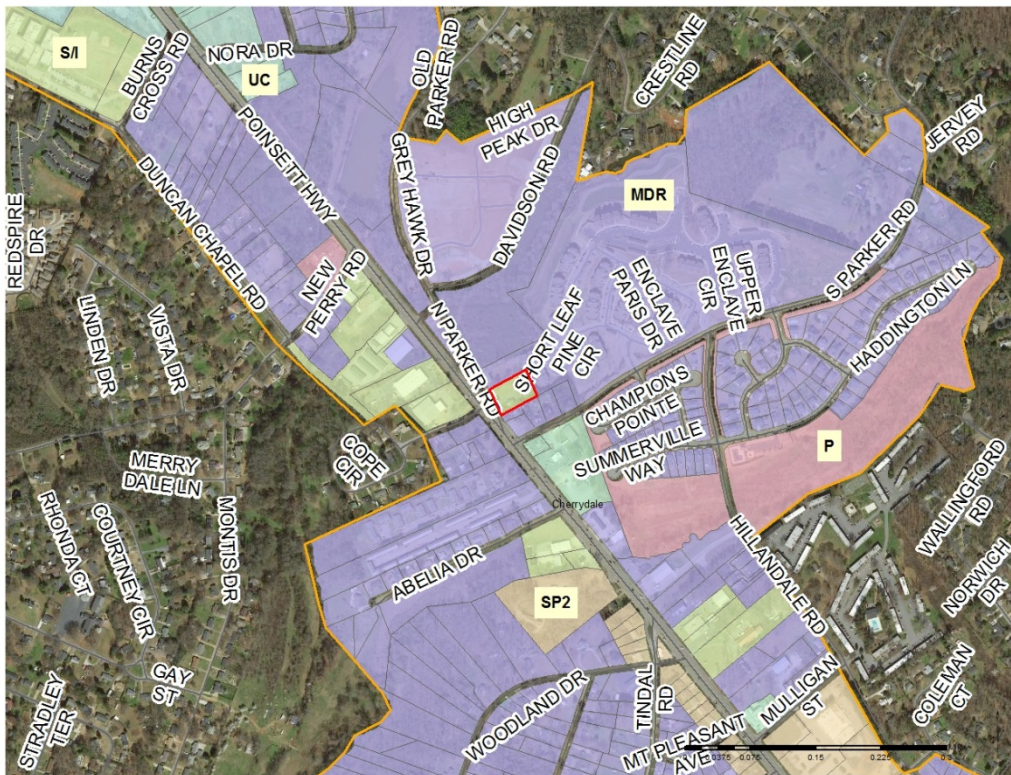 S/I
BURNS
CROSS RD
NORA DR
UC
OLD
PARKER RD
CRESTLINE
RD
HIGH
PEAK DR
JERVEY
RD
POINSETT HWY
GREY HAWK DR
DAVIDSON RD
MDR
DUNCAN CHAPEL RD
REDSPIRE
DR
NEW
PERRY RD
LINDEN DR
VISTA DR
N PARKER RD
SHORT LEAF
PINE
CIR
ENCLAVE
PARIS DR
UPPER
ENCLAVE
CIR
S PARKER RD
HADDINGTON LN
CHAMPIONS
POINTE
SUMMERVILLE
WAY
P
COPE
CIR
MERRY
DALE LN
RHONDA CT
COURTNEY CIR
MONTIS DR
Cherrydale
ABELIA DR
SP2
HILLANDALE RD
WALLINGFORD
RD
NORWICH
DR
COLEMAN
CT
GAY
ST
STRADLEY
TER
WOODLAND DR
TINDAL
RD
MULLIGAN
ST
MT PLEASANT
AVE
0.0375
0.075
0.15
0.225